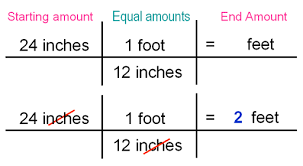 Starting amount Equal amounts End Amount
24 inches 1 foot = feet
12 inches
24 inches 1 foot = 2 feet
12 inches